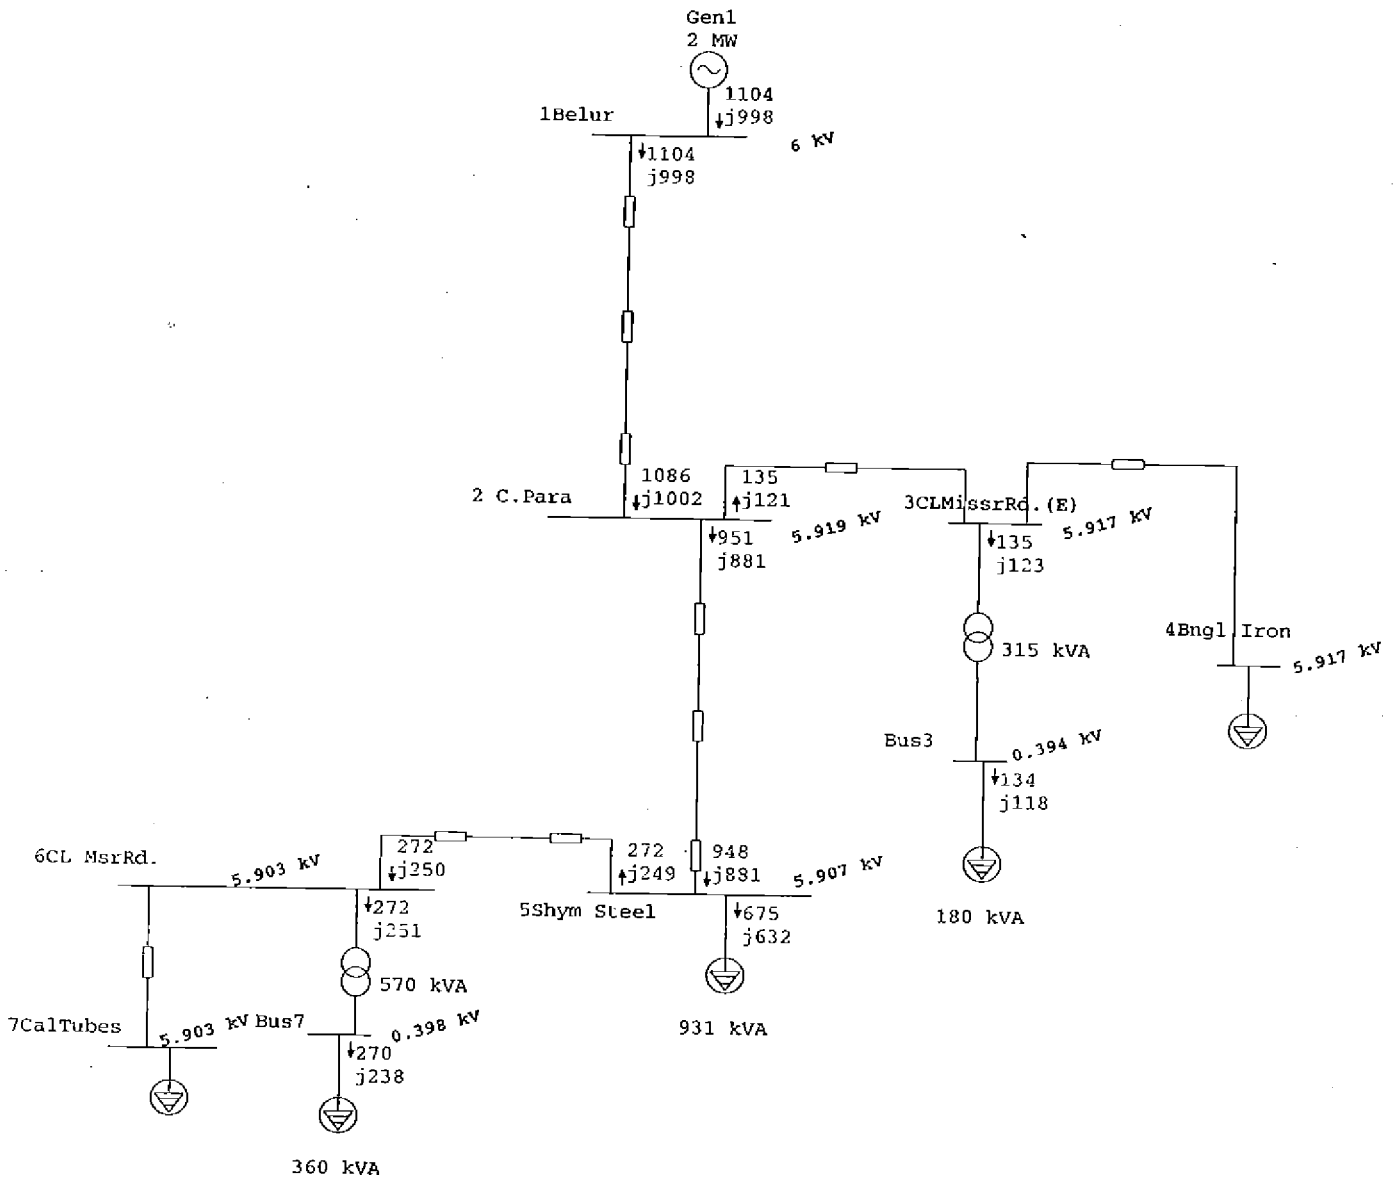 Gen1
2 MW
1104
j998
1Belur
6 kV
1104
j998
1086
j1002
2 C.Para
135
j121
5.919 kV
951
j881
3CLMissrRd.(E)
5.917 kV
135
j123
315 kVA
4Bngl Iron
5.917 kV
Bus3
0.394 kV
134
j118
180 kVA
6CL MsrRd.
5.903 kV
272
j250
272
j249
948
j881
5.907 kV
5Shym Steel
272
j251
675
j632
570 kVA
931 kVA
7CalTubes
5.903 kV
Bus7
0.398 kV
270
j238
360 kVA